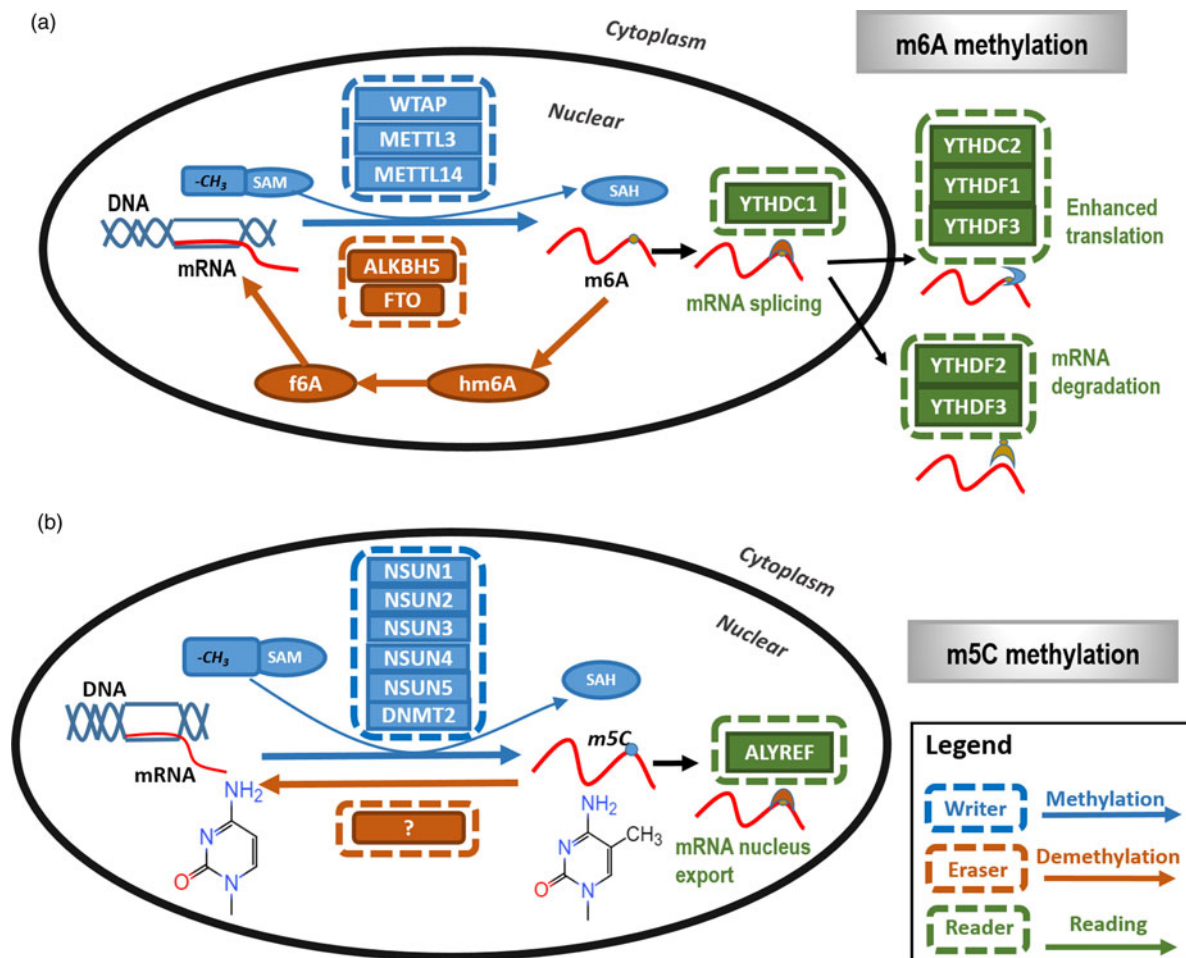 (a)
Cytoplasm
m6A methylation
Nuclear
WTAP
METTL3
METTL14
-CH3 SAM
SAH
DNA
mRNA
ALKBH5
FTO
m6A
YTHDC1
mRNA splicing
YTHDC2
YTHDF1
YTHDF3
Enhanced
translation
f6A
hm6A
YTHDF2
YTHDF3
mRNA
degradation
(b)
Cytoplasm
Nuclear
m5C methylation
NSUN1
NSUN2
NSUN3
NSUN4
NSUN5
DNMT2
-CH3 SAM
SAH
DNA
mRNA
m5C
ALYREF
mRNA nucleus
export
?
NH2
N
O
N
NH2
CH3
N
O
N
Legend
Writer Methylation
Eraser Demethylation
Reader Reading